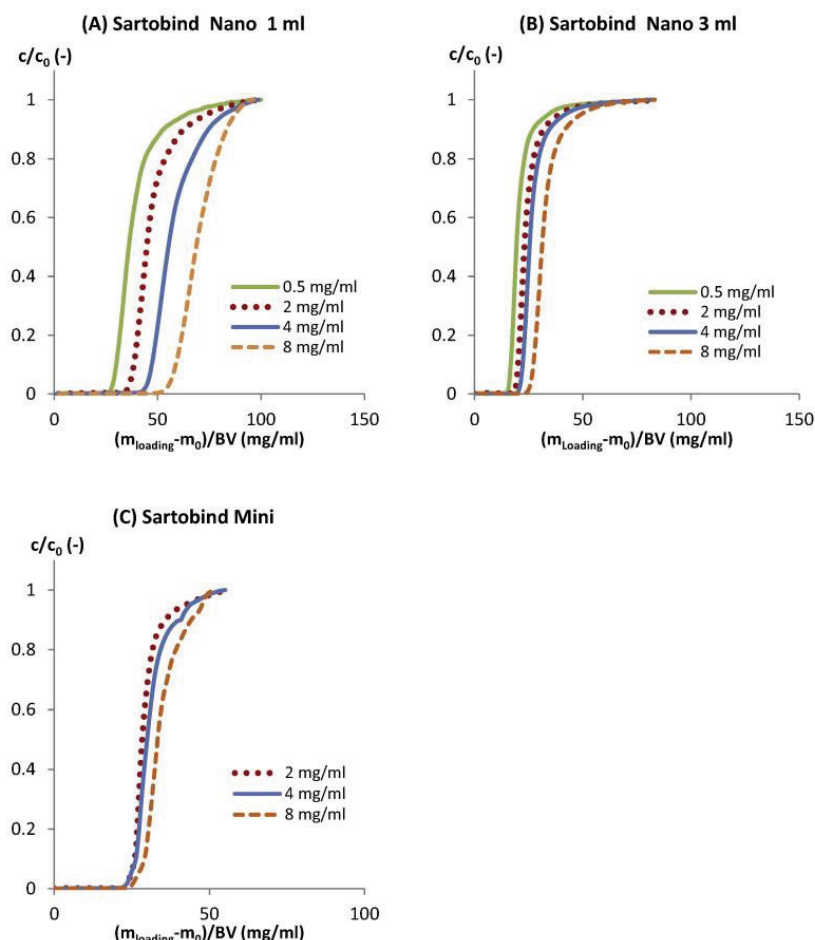 (A) Sartobind Nano 1 ml
c/c₀ (-)
1
0.8
0.6
0.4
0.2
0
0 50 100 150
0.5 mg/ml
2 mg/ml
4 mg/ml
8 mg/ml
(m_loading-m₀)/BV (mg/ml)
(B) Sartobind Nano 3 ml
c/c₀ (-)
1
0.8
0.6
0.4
0.2
0
0 50 100 150
0.5 mg/ml
2 mg/ml
4 mg/ml
8 mg/ml
(m_Loading-m₀)/BV (mg/ml)
(C) Sartobind Mini
c/c₀ (-)
1
0.8
0.6
0.4
0.2
0
0 50 100
2 mg/ml
4 mg/ml
8 mg/ml
(m_loading-m₀)/BV (mg/ml)